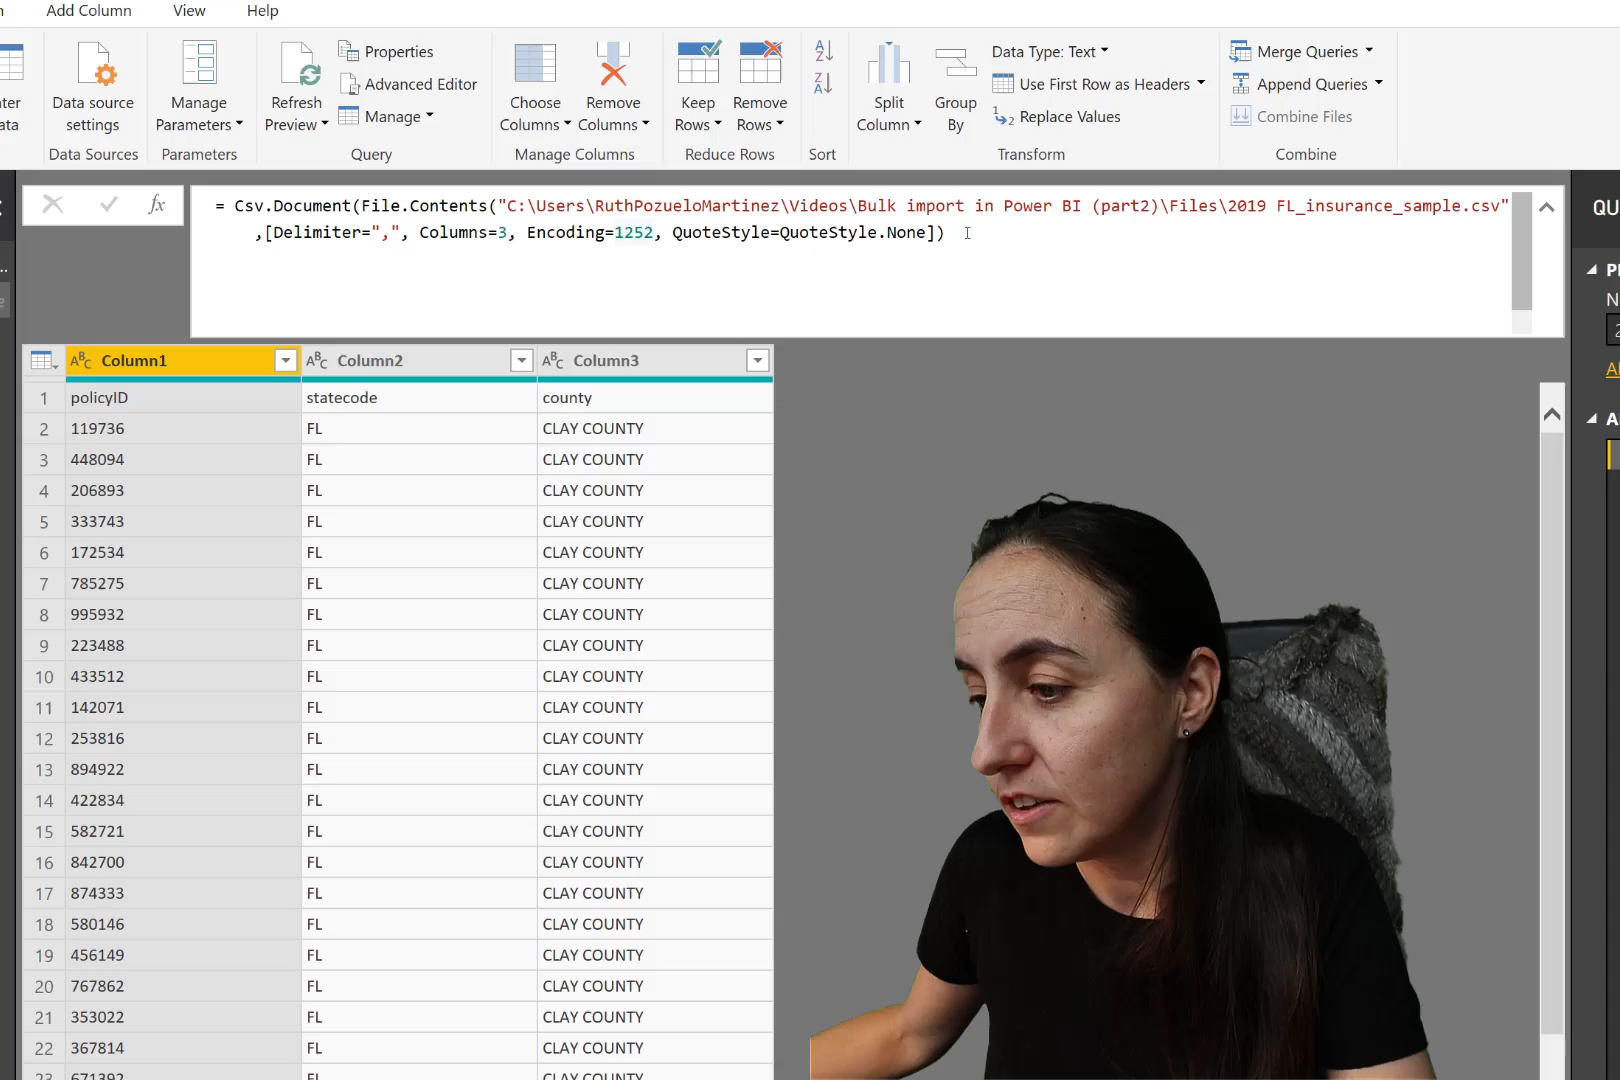 Add Column View Help
Data source settings
Data Sources
Manage Parameters
Parameters
Refresh Preview
Properties
Advanced Editor
Manage
Query
Choose Columns
Remove Columns
Manage Columns
Keep Rows
Remove Rows
Reduce Rows
Sort
Split Column
Group By
Data Type: Text
Use First Row as Headers
Replace Values
Transform
Merge Queries
Append Queries
Combine Files
Combine
fx
= Csv.Document(File.Contents("C:\Users\RuthPozueloMartinez\Videos\Bulk import in Power BI (part2)\Files\2019 FL_insurance_sample.csv"
,[Delimiter=",", Columns=3, Encoding=1252, QuoteStyle=QuoteStyle.None])
ABC Column1 ABC Column2 ABC Column3
1 policyID statecode county
2 119736 FL CLAY COUNTY
3 448094 FL CLAY COUNTY
4 206893 FL CLAY COUNTY
5 333743 FL CLAY COUNTY
6 172534 FL CLAY COUNTY
7 785275 FL CLAY COUNTY
8 995932 FL CLAY COUNTY
9 223488 FL CLAY COUNTY
10 433512 FL CLAY COUNTY
11 142071 FL CLAY COUNTY
12 253816 FL CLAY COUNTY
13 894922 FL CLAY COUNTY
14 422834 FL CLAY COUNTY
15 582721 FL CLAY COUNTY
16 842700 FL CLAY COUNTY
17 874333 FL CLAY COUNTY
18 580146 FL CLAY COUNTY
19 456149 FL CLAY COUNTY
20 767862 FL CLAY COUNTY
21 353022 FL CLAY COUNTY
22 367814 FL CLAY COUNTY
23 671392 FL CLAY COUNTY